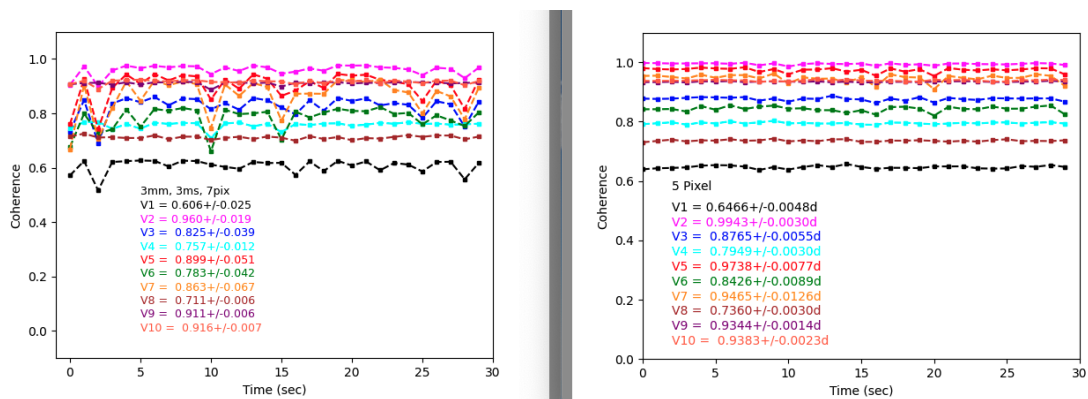 1.0
0.8
0.6
0.4
0.2
0.0
Coherence
3mm, 3ms, 7pix
V1 = 0.606+/-0.025
V2 = 0.960+/-0.019
V3 = 0.825+/-0.039
V4 = 0.757+/-0.012
V5 = 0.899+/-0.051
V6 = 0.783+/-0.042
V7 = 0.863+/-0.067
V8 = 0.711+/-0.006
V9 = 0.911+/-0.006
V10 = 0.916+/-0.007
0 5 10 15 20 25 30
Time (sec)
1.0
0.8
0.6
0.4
0.2
0.0
Coherence
5 Pixel
V1 = 0.6466+/-0.0048d
V2 = 0.9943+/-0.0030d
V3 = 0.8765+/-0.0055d
V4 = 0.7949+/-0.0030d
V5 = 0.9738+/-0.0077d
V6 = 0.8426+/-0.0089d
V7 = 0.9465+/-0.0126d
V8 = 0.7360+/-0.0030d
V9 = 0.9344+/-0.0014d
V10 = 0.9383+/-0.0023d
0 5 10 15 20 25 30
Time (sec)